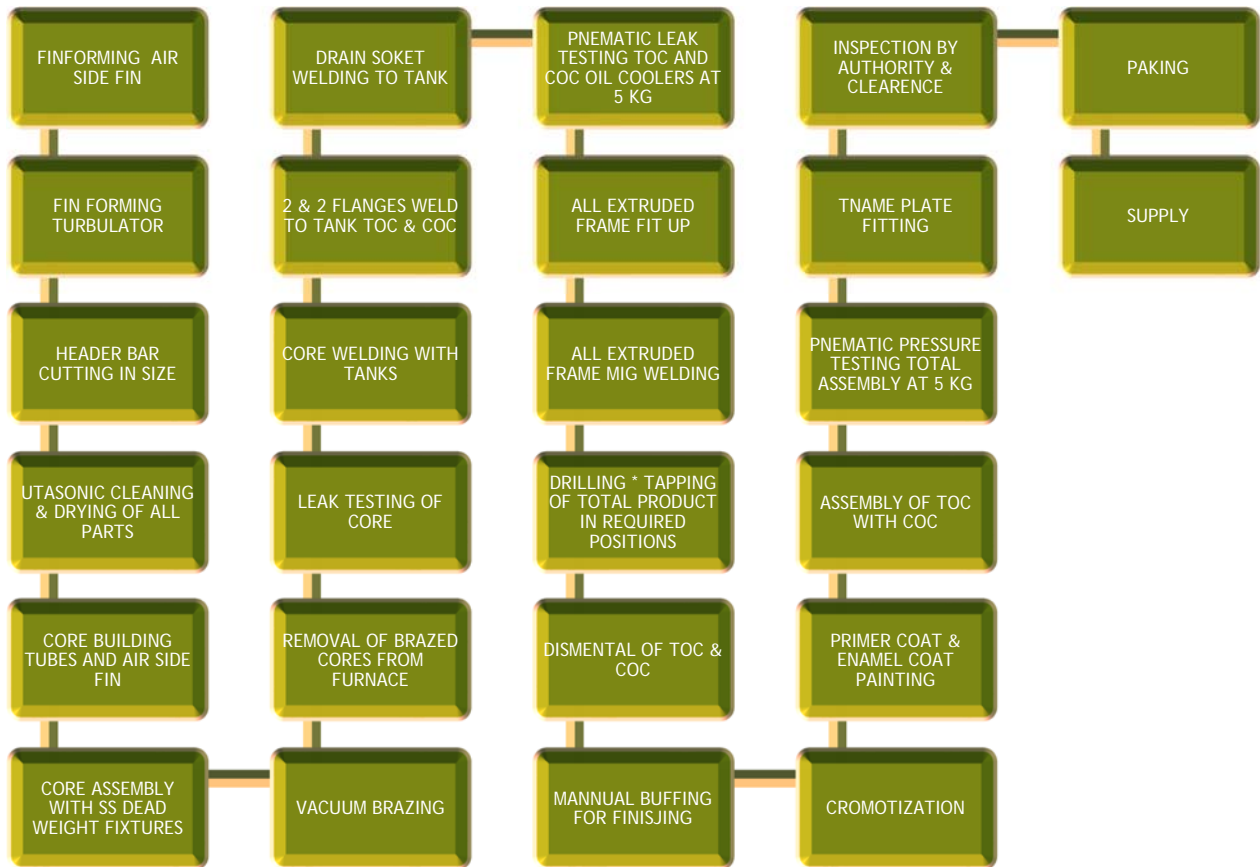 FINFORMING AIR
SIDE FIN
FIN FORMING
TURBULATOR
HEADER BAR
CUTTING IN SIZE
UTASONIC CLEANING
& DRYING OF ALL
PARTS
CORE BUILDING
TUBES AND AIR SIDE
FIN
CORE ASSEMBLY
WITH SS DEAD
WEIGHT FIXTURES
VACUUM BRAZING
REMOVAL OF BRAZED
CORES FROM
FURNACE
LEAK TESTING OF
CORE
CORE WELDING WITH
TANKS
2 & 2 FLANGES WELD
TO TANK TOC & COC
DRAIN SOKET
WELDING TO TANK
PNEMATIC LEAK
TESTING TOC AND
COC OIL COOLERS AT
5 KG
ALL EXTRUDED
FRAME FIT UP
ALL EXTRUDED
FRAME MIG WELDING
DRILLING * TAPPING
OF TOTAL PRODUCT
IN REQUIRED
POSITIONS
DISMENTAL OF TOC &
COC
MANNUAL BUFFING
FOR FINISJING
CROMOTIZATION
PRIMER COAT &
ENAMEL COAT
PAINTING
ASSEMBLY OF TOC
WITH COC
PNEMATIC PRESSURE
TESTING TOTAL
ASSEMBLY AT 5 KG
TNAME PLATE
FITTING
INSPECTION BY
AUTHORITY &
CLEARENCE
PAKING
SUPPLY